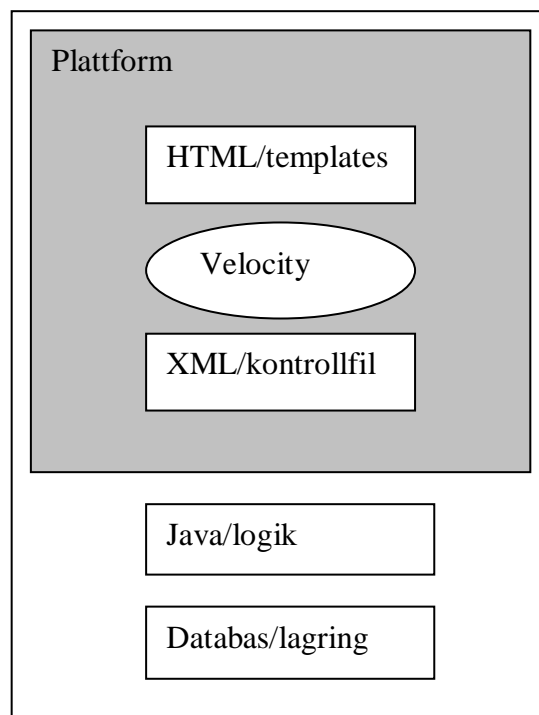 Plattform
HTML/templates
Velocity
XML/kontrollfil
Java/logik
Databas/lagring